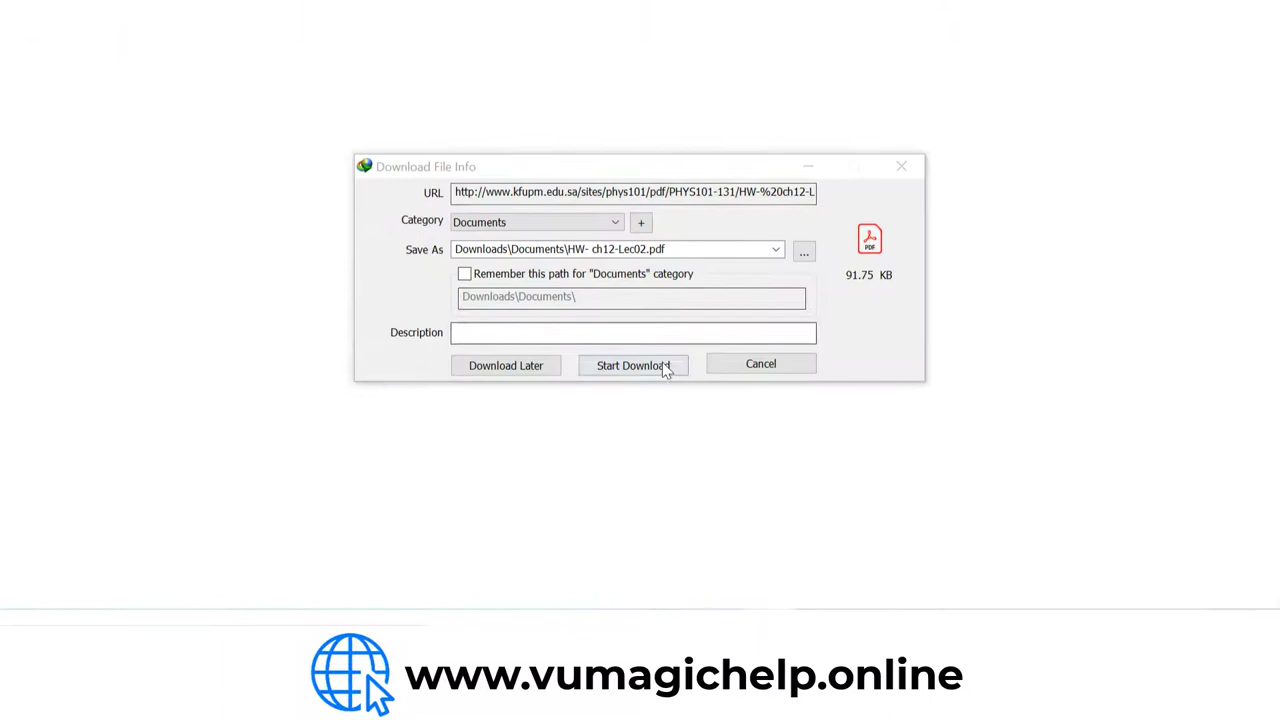 Download File Info
URL http://www.kfupm.edu.sa/sites/phys101/pdf/PHYS101-131/HW-%20ch12-L
Category Documents +
Save As Downloads\Documents\HW- ch12-Lec02.pdf ...
PDF
91.75 KB
Remember this path for "Documents" category
Downloads\Documents\
Description
Download Later Start Download Cancel
www.vumagichelp.online